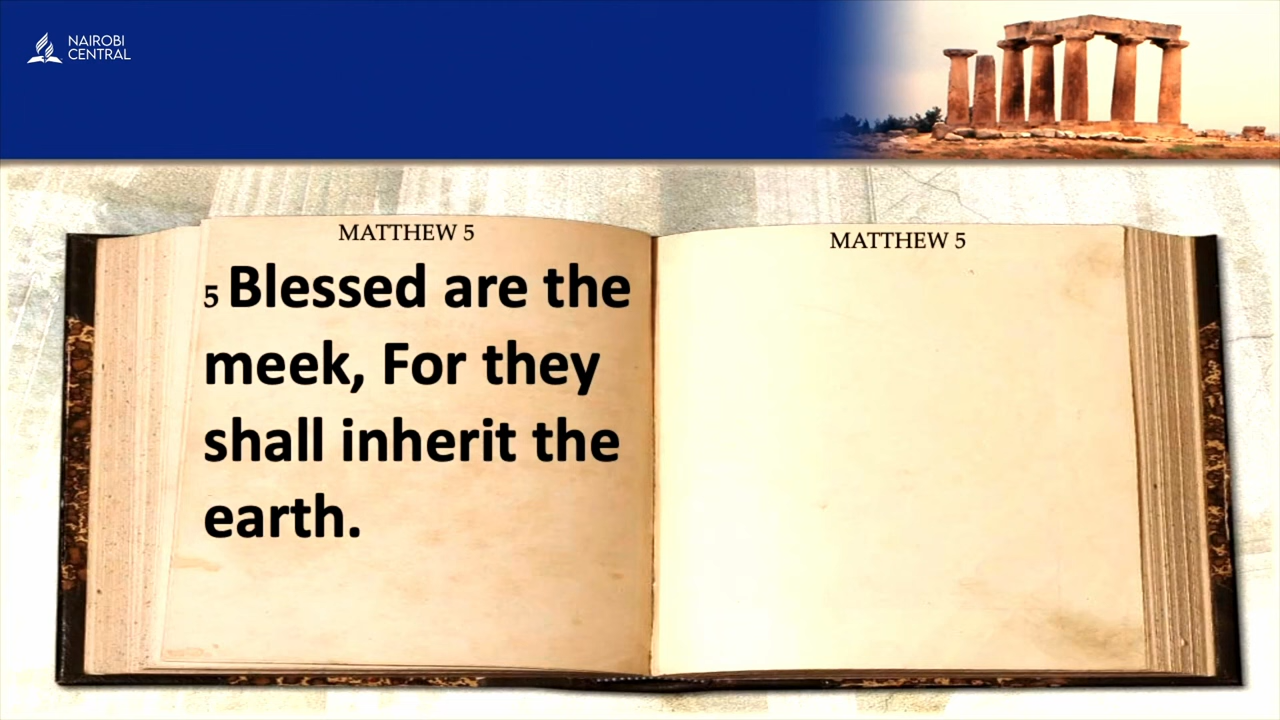 NAIROBI
CENTRAL
MATTHEW 5
5 Blessed are the
meek, For they
shall inherit the
earth.
MATTHEW 5